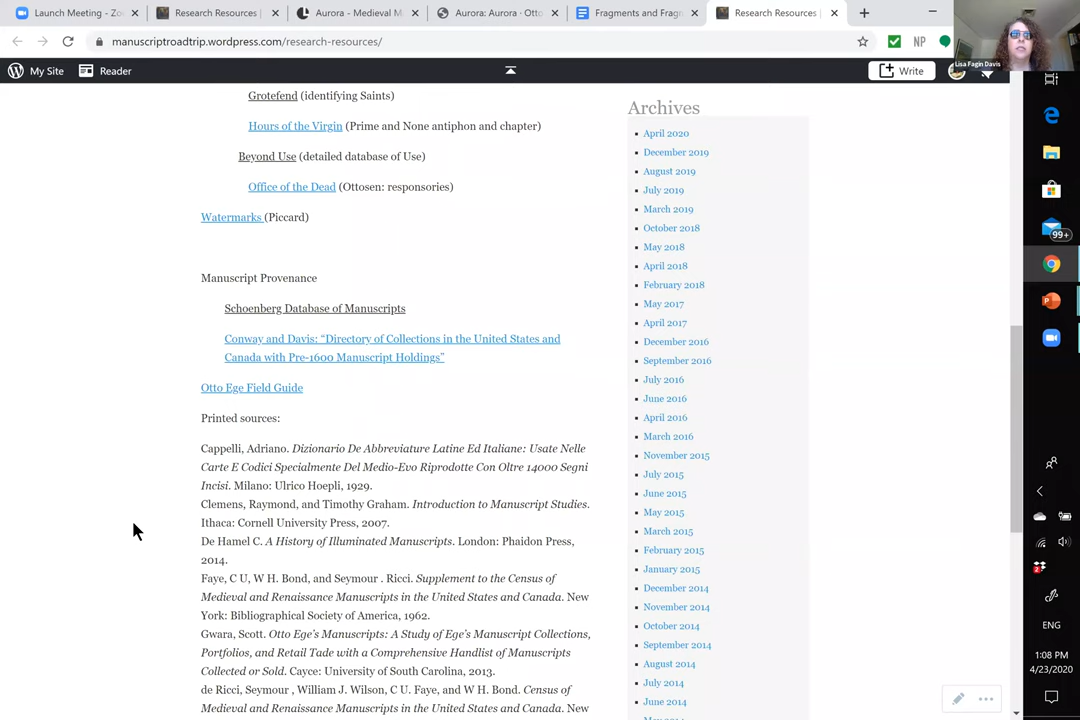 Launch Meeting - Zo
Research Resources |
Aurora - Medieval M
Aurora: Aurora · Otto
Fragments and Fragm
Research Resources |
manuscriptroadtrip.wordpress.com/research-resources/
NP
Lisa Fagin Davis
My Site
Reader
Write
Grotefend (identifying Saints)
Hours of the Virgin (Prime and None antiphon and chapter)
Beyond Use (detailed database of Use)
Office of the Dead (Ottosen: responsories)
Watermarks (Piccard)
Manuscript Provenance
Schoenberg Database of Manuscripts
Conway and Davis: “Directory of Collections in the United States and
Canada with Pre-1600 Manuscript Holdings”
Otto Ege Field Guide
Printed sources:
Cappelli, Adriano. Dizionario De Abbreviature Latine Ed Italiane: Usate Nelle
Carte E Codici Specialmente Del Medio-Evo Riprodotte Con Oltre 14000 Segni
Incisi. Milano: Ulrico Hoepli, 1929.
Clemens, Raymond, and Timothy Graham. Introduction to Manuscript Studies.
Ithaca: Cornell University Press, 2007.
De Hamel C. A History of Illuminated Manuscripts. London: Phaidon Press,
2014.
Faye, C U, W H. Bond, and Seymour . Ricci. Supplement to the Census of
Medieval and Renaissance Manuscripts in the United States and Canada. New
York: Bibliographical Society of America, 1962.
Gwara, Scott. Otto Ege's Manuscripts: A Study of Ege's Manuscript Collections,
Portfolios, and Retail Tade with a Comprehensive Handlist of Manuscripts
Collected or Sold. Cayce: University of South Carolina, 2013.
de Ricci, Seymour , William J. Wilson, C U. Faye, and W H. Bond. Census of
Medieval and Renaissance Manuscripts in the United States and Canada. New
Archives
April 2020
December 2019
August 2019
July 2019
March 2019
October 2018
May 2018
April 2018
February 2018
May 2017
April 2017
December 2016
September 2016
July 2016
June 2016
April 2016
March 2016
November 2015
July 2015
June 2015
May 2015
March 2015
February 2015
January 2015
December 2014
November 2014
October 2014
September 2014
August 2014
July 2014
June 2014
99+
2
ENG
1:08 PM
4/23/2020